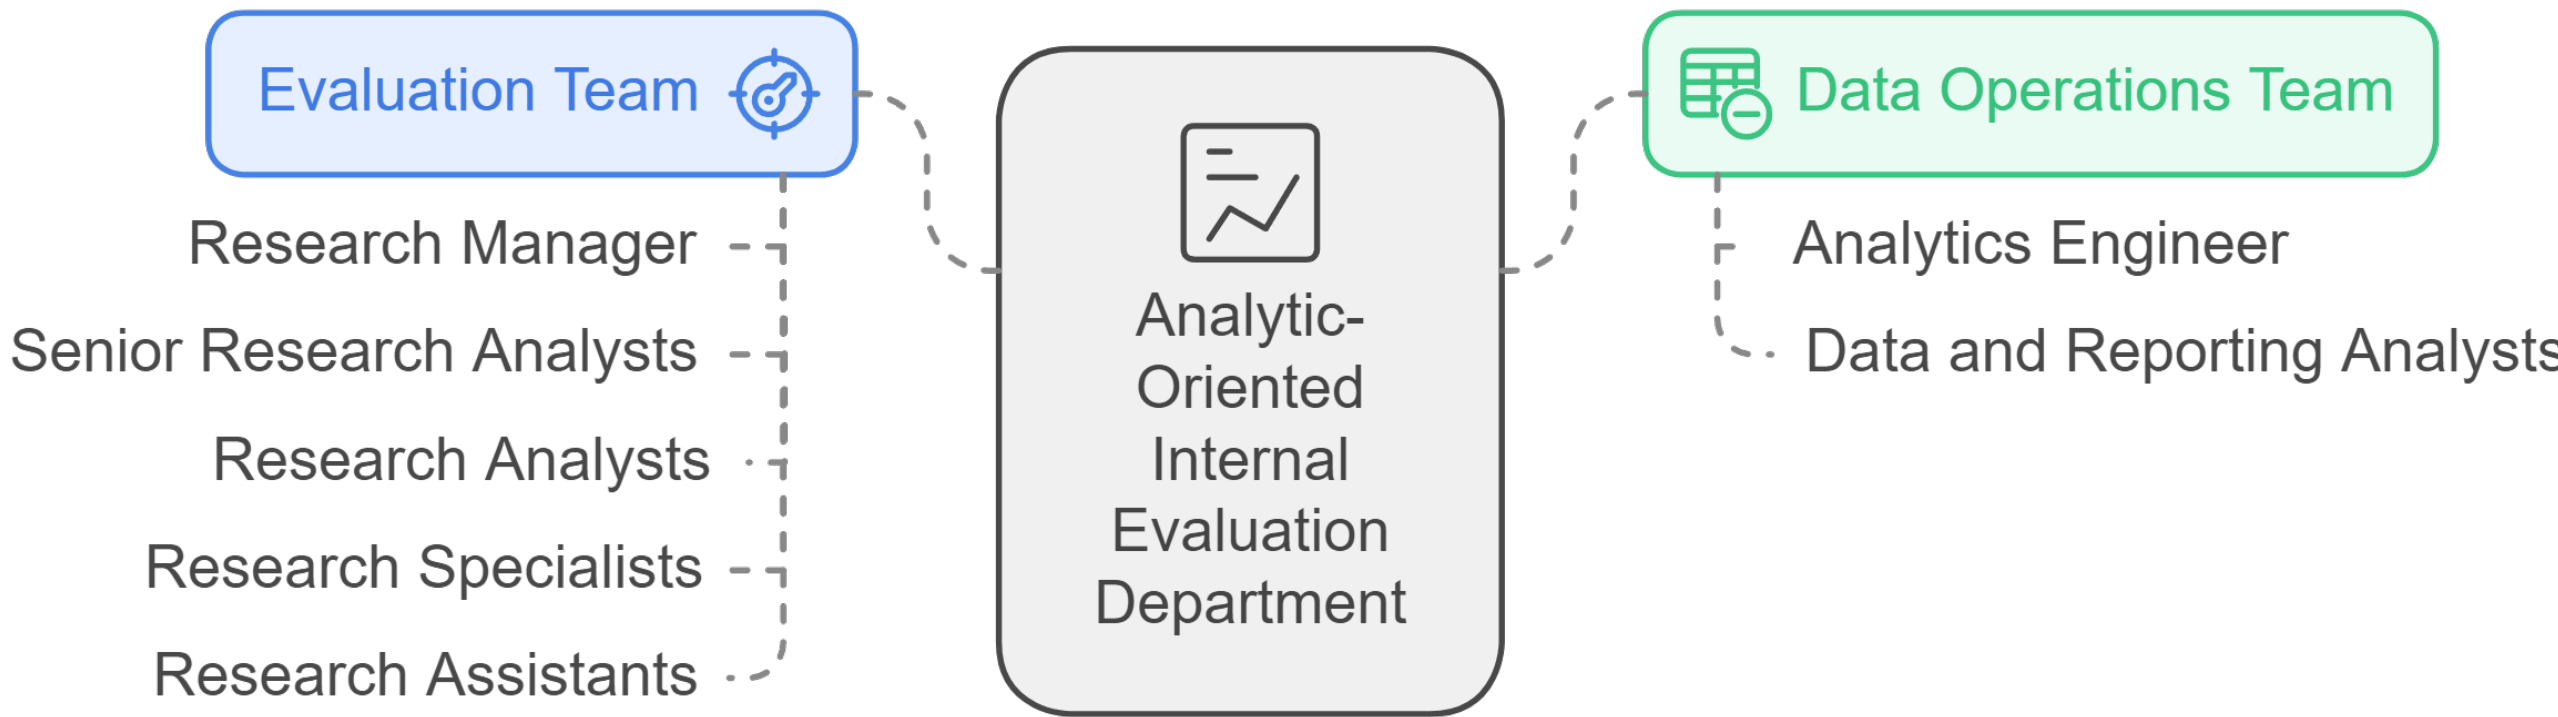 Evaluation Team
Research Manager
Senior Research Analysts
Research Analysts
Research Specialists
Research Assistants
Analytic-
Oriented
Internal
Evaluation
Department
Data Operations Team
Analytics Engineer
Data and Reporting Analysts